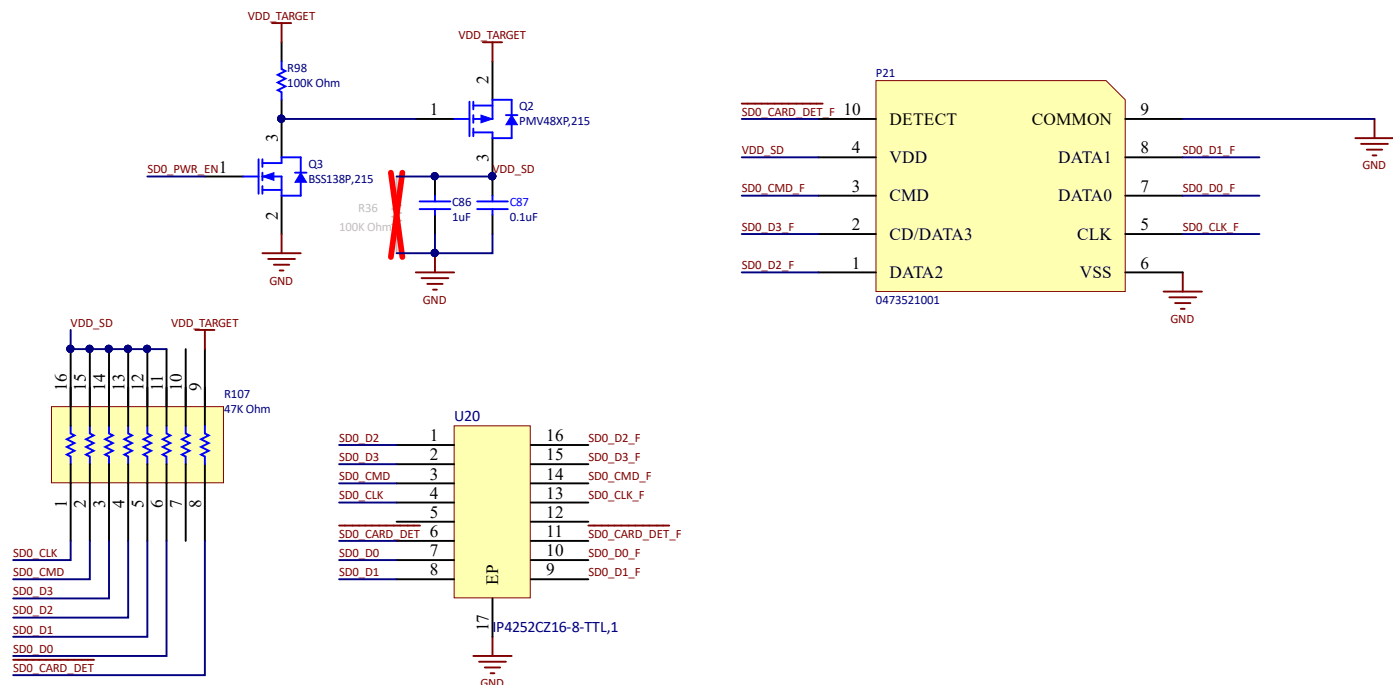 VDD_TARGET
R98
100K Ohm
3
SD0_PWR_EN
1
Q3
BSS138P,215
2
GND
VDD_TARGET
2
1
Q2
PMV48XP,215
3
VDD_SD
R36
100K Ohm
C86
1uF
C87
0.1uF
GND
P21
SD0_CARD_DET_F
10
DETECT
COMMON
9
GND
VDD_SD
4
VDD
DATA1
8
SD0_D1_F
SD0_CMD_F
3
CMD
DATA0
7
SD0_D0_F
SD0_D3_F
2
CD/DATA3
CLK
5
SD0_CLK_F
SD0_D2_F
1
DATA2
VSS
6
GND
0473521001
VDD_SD
VDD_TARGET
16
15
14
13
12
11
10
9
R107
47K Ohm
1
2
3
4
5
6
7
8
SD0_CLK
SD0_CMD
SD0_D3
SD0_D2
SD0_D1
SD0_D0
SD0_CARD_DET
U20
SD0_D2
1
16
SD0_D2_F
SD0_D3
2
15
SD0_D3_F
SD0_CMD
3
14
SD0_CMD_F
SD0_CLK
4
13
SD0_CLK_F
5
12
SD0_CARD_DET
6
11
SD0_CARD_DET_F
SD0_D0
7
10
SD0_D0_F
SD0_D1
8
9
SD0_D1_F
EP
17
IP4252CZ16-8-TTL,1
GND